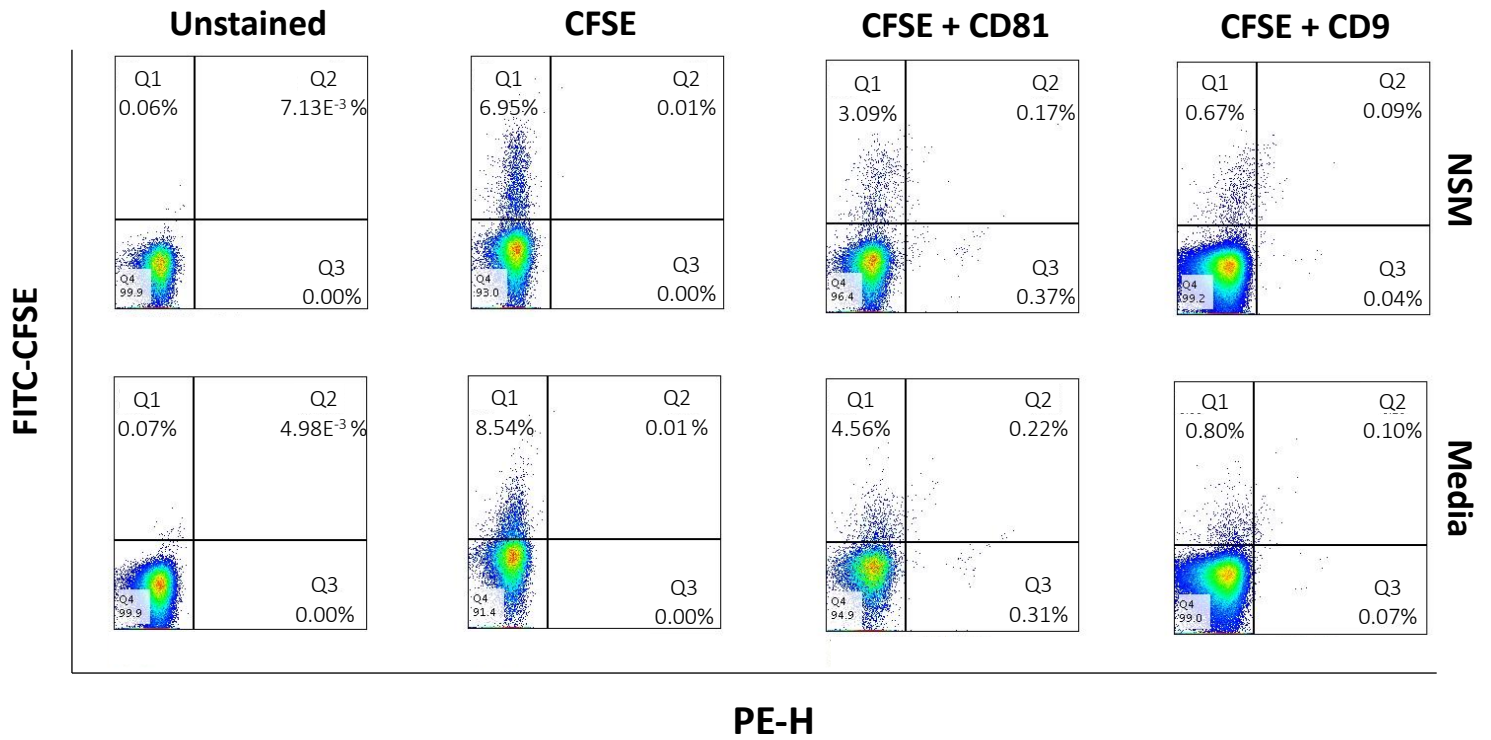 Unstained
CFSE
CFSE + CD81
CFSE + CD9
Q1
0.06%
Q2
7.13E-3 %
Q3
0.00%
Q4
99.9
Q1
6.95%
Q2
0.01%
Q3
0.00%
Q4
93.0
Q1
3.09%
Q2
0.17%
Q3
0.37%
Q4
96.4
Q1
0.67%
Q2
0.09%
Q3
0.04%
Q4
99.2
NSM
FITC-CFSE
Q1
0.07%
Q2
4.98E-3 %
Q3
0.00%
Q4
99.9
Q1
8.54%
Q2
0.01%
Q3
0.00%
Q4
91.4
Q1
4.56%
Q2
0.22%
Q3
0.31%
Q4
94.9
Q1
0.80%
Q2
0.10%
Q3
0.07%
Q4
99.0
Media
PE-H